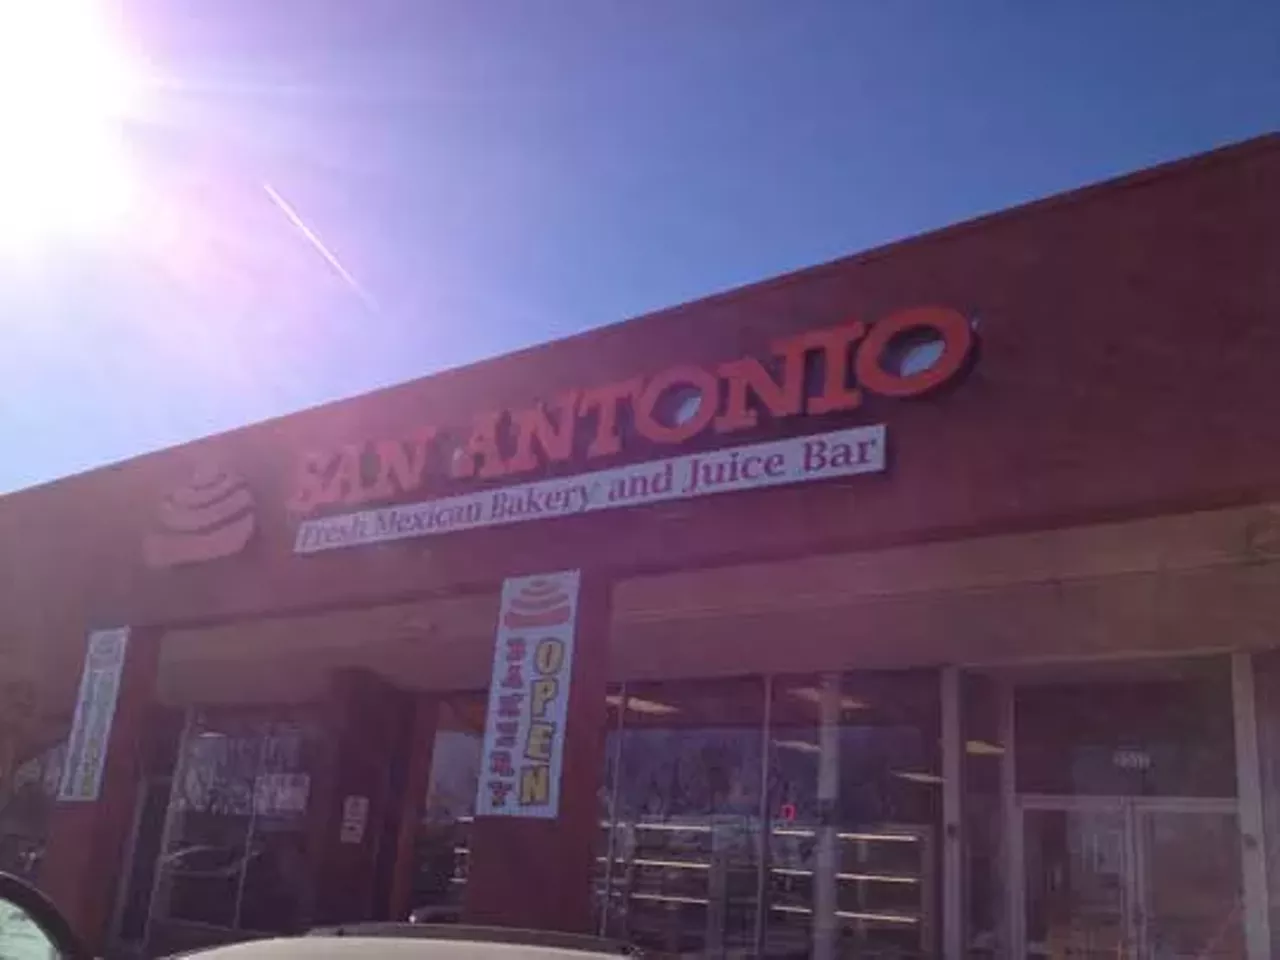 SAN ANTONIO
Fresh Mexican Bakery and Juice Bar
BAKERY
OPEN